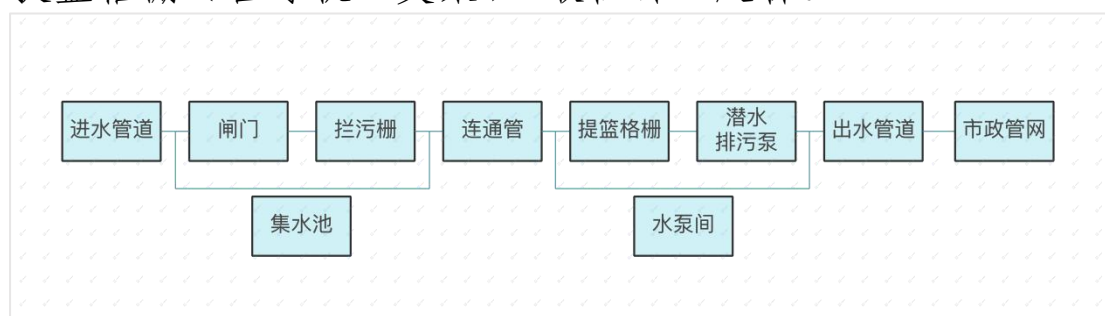 进水管道
闸门
拦污栅
连通管
提篮格栅
潜水
排污泵
出水管道
市政管网
集水池
水泵间